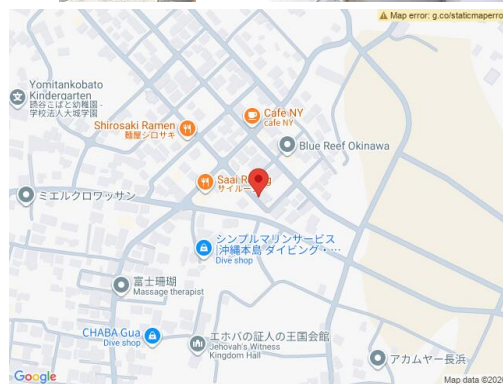 Map error: g.co/staticmaperro
Yomitankobato
Kindergarten
読谷こばと幼稚園 -
学校法人大城学園
Cafe NY
cafe NY
Shirosaki Ramen
麺屋シロサキ
Blue Reef Okinawa
Saai R
サイルー
ミエルクロワッサン
シンプルマリンサービス
沖縄本島 ダイビング・…
Dive shop
富士珊瑚
Massage therapist
CHABA Gua
Dive shop
エホバの証人の王国会館
Jehovah's Witness
Kingdom Hall
アカムヤー長浜
Google
Map data ©202